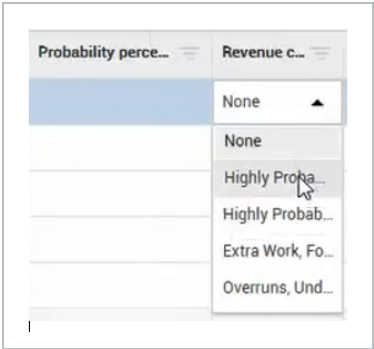 Probability perce... Revenue c...
None
None
Highly Proba...
Highly Probab...
Extra Work, Fo...
Overruns, Und...